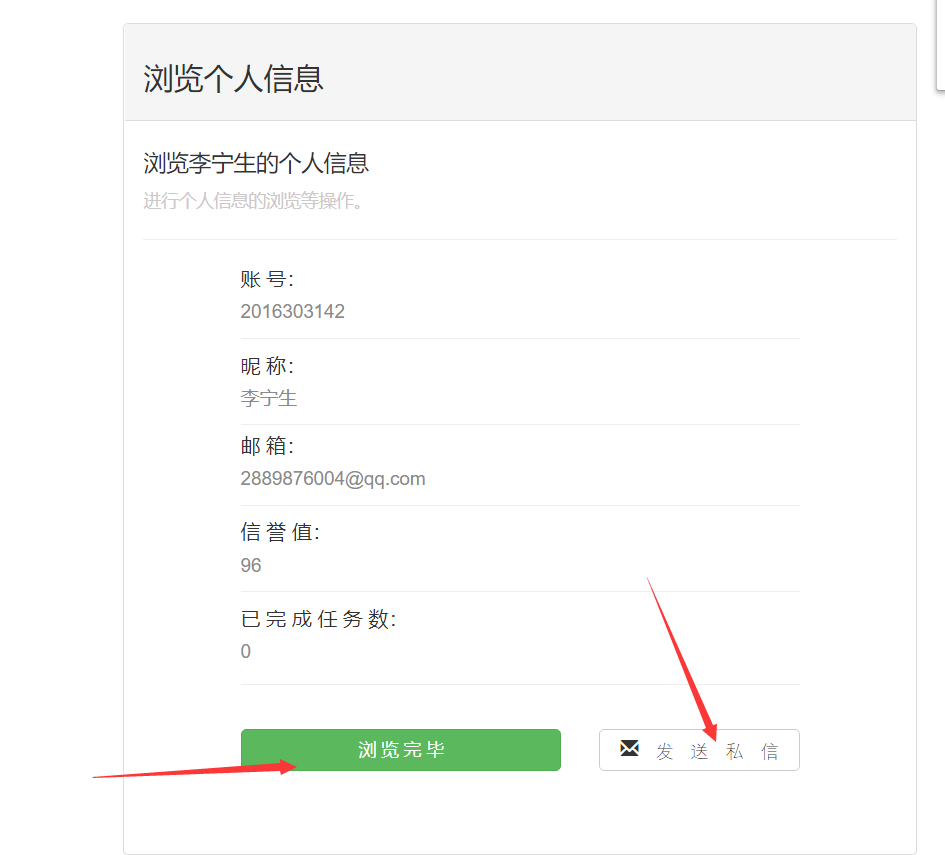 浏览个人信息
浏览李宁生的个人信息
进行个人信息的浏览等操作。
账 号:
2016303142
昵 称:
李宁生
邮 箱:
2889876004@qq.com
信 誉 值:
96
已 完 成 任 务 数:
0
浏览完毕
发 送 私 信